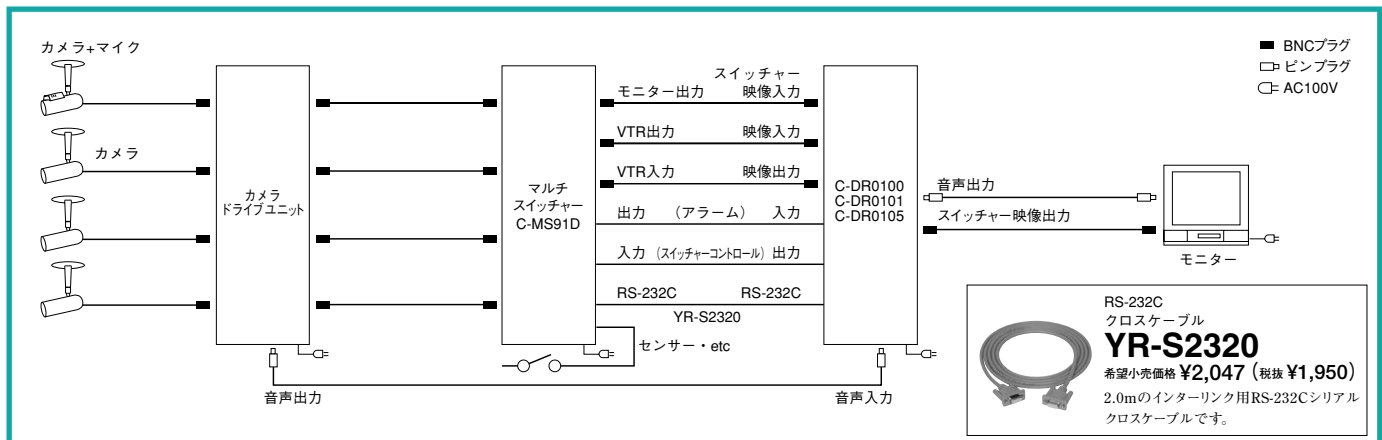 カメラ+マイク
カメラ
カメラ
ドライブユニット
マルチ
スイッチャー
C-MS91D
スイッチャー
モニター出力 映像入力
VTR出力 映像入力
VTR入力 映像出力
出力 （アラーム） 入力
入力 （スイッチャーコントロール） 出力
RS-232C RS-232C
YR-S2320
センサー・etc
C-DR0100
C-DR0101
C-DR0105
音声出力
スイッチャー映像出力
モニター
BNCプラグ
ピンプラグ
AC100V
音声出力
音声入力
RS-232C
クロスケーブル
YR-S2320
希望小売価格 ¥2,047（税抜 ¥1,950）
2.0mのインターリンク用RS-232Cシリアル
クロスケーブルです。